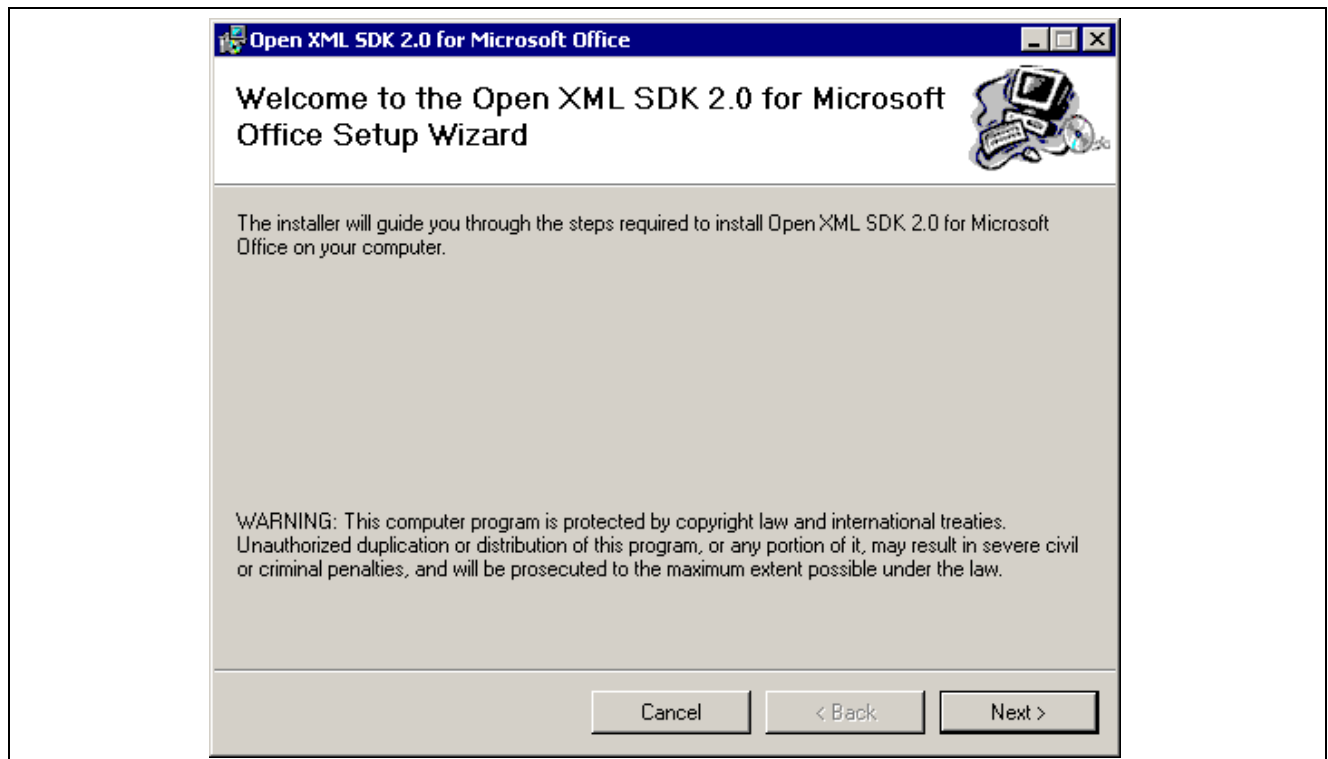 Open XML SDK 2.0 for Microsoft Office
Welcome to the Open XML SDK 2.0 for Microsoft
Office Setup Wizard
The installer will guide you through the steps required to install Open XML SDK 2.0 for Microsoft
Office on your computer.
WARNING: This computer program is protected by copyright law and international treaties.
Unauthorized duplication or distribution of this program, or any portion of it, may result in severe civil
or criminal penalties, and will be prosecuted to the maximum extent possible under the law.
Cancel
< Back
Next >